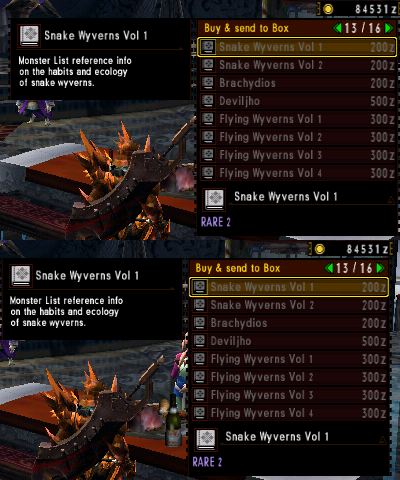 84531z
Snake Wyverns Vol 1
Buy & send to Box 13/16
Monster List reference info
on the habits and ecology
of snake wyverns.
Snake Wyverns Vol 1 200z
Snake Wyverns Vol 2 200z
Brachydios 200z
Deviljho 500z
Flying Wyverns Vol 1 300z
Flying Wyverns Vol 2 300z
Flying Wyverns Vol 3 300z
Flying Wyverns Vol 4 300z
Snake Wyverns Vol 1
RARE 2
84531z
Snake Wyverns Vol 1
Buy & send to Box 13/16
Monster List reference info
on the habits and ecology
of snake wyverns.
Snake Wyverns Vol 1 200z
Snake Wyverns Vol 2 200z
Brachydios 200z
Deviljho 500z
Flying Wyverns Vol 1 300z
Flying Wyverns Vol 2 300z
Flying Wyverns Vol 3 300z
Flying Wyverns Vol 4 300z
Snake Wyverns Vol 1
RARE 2